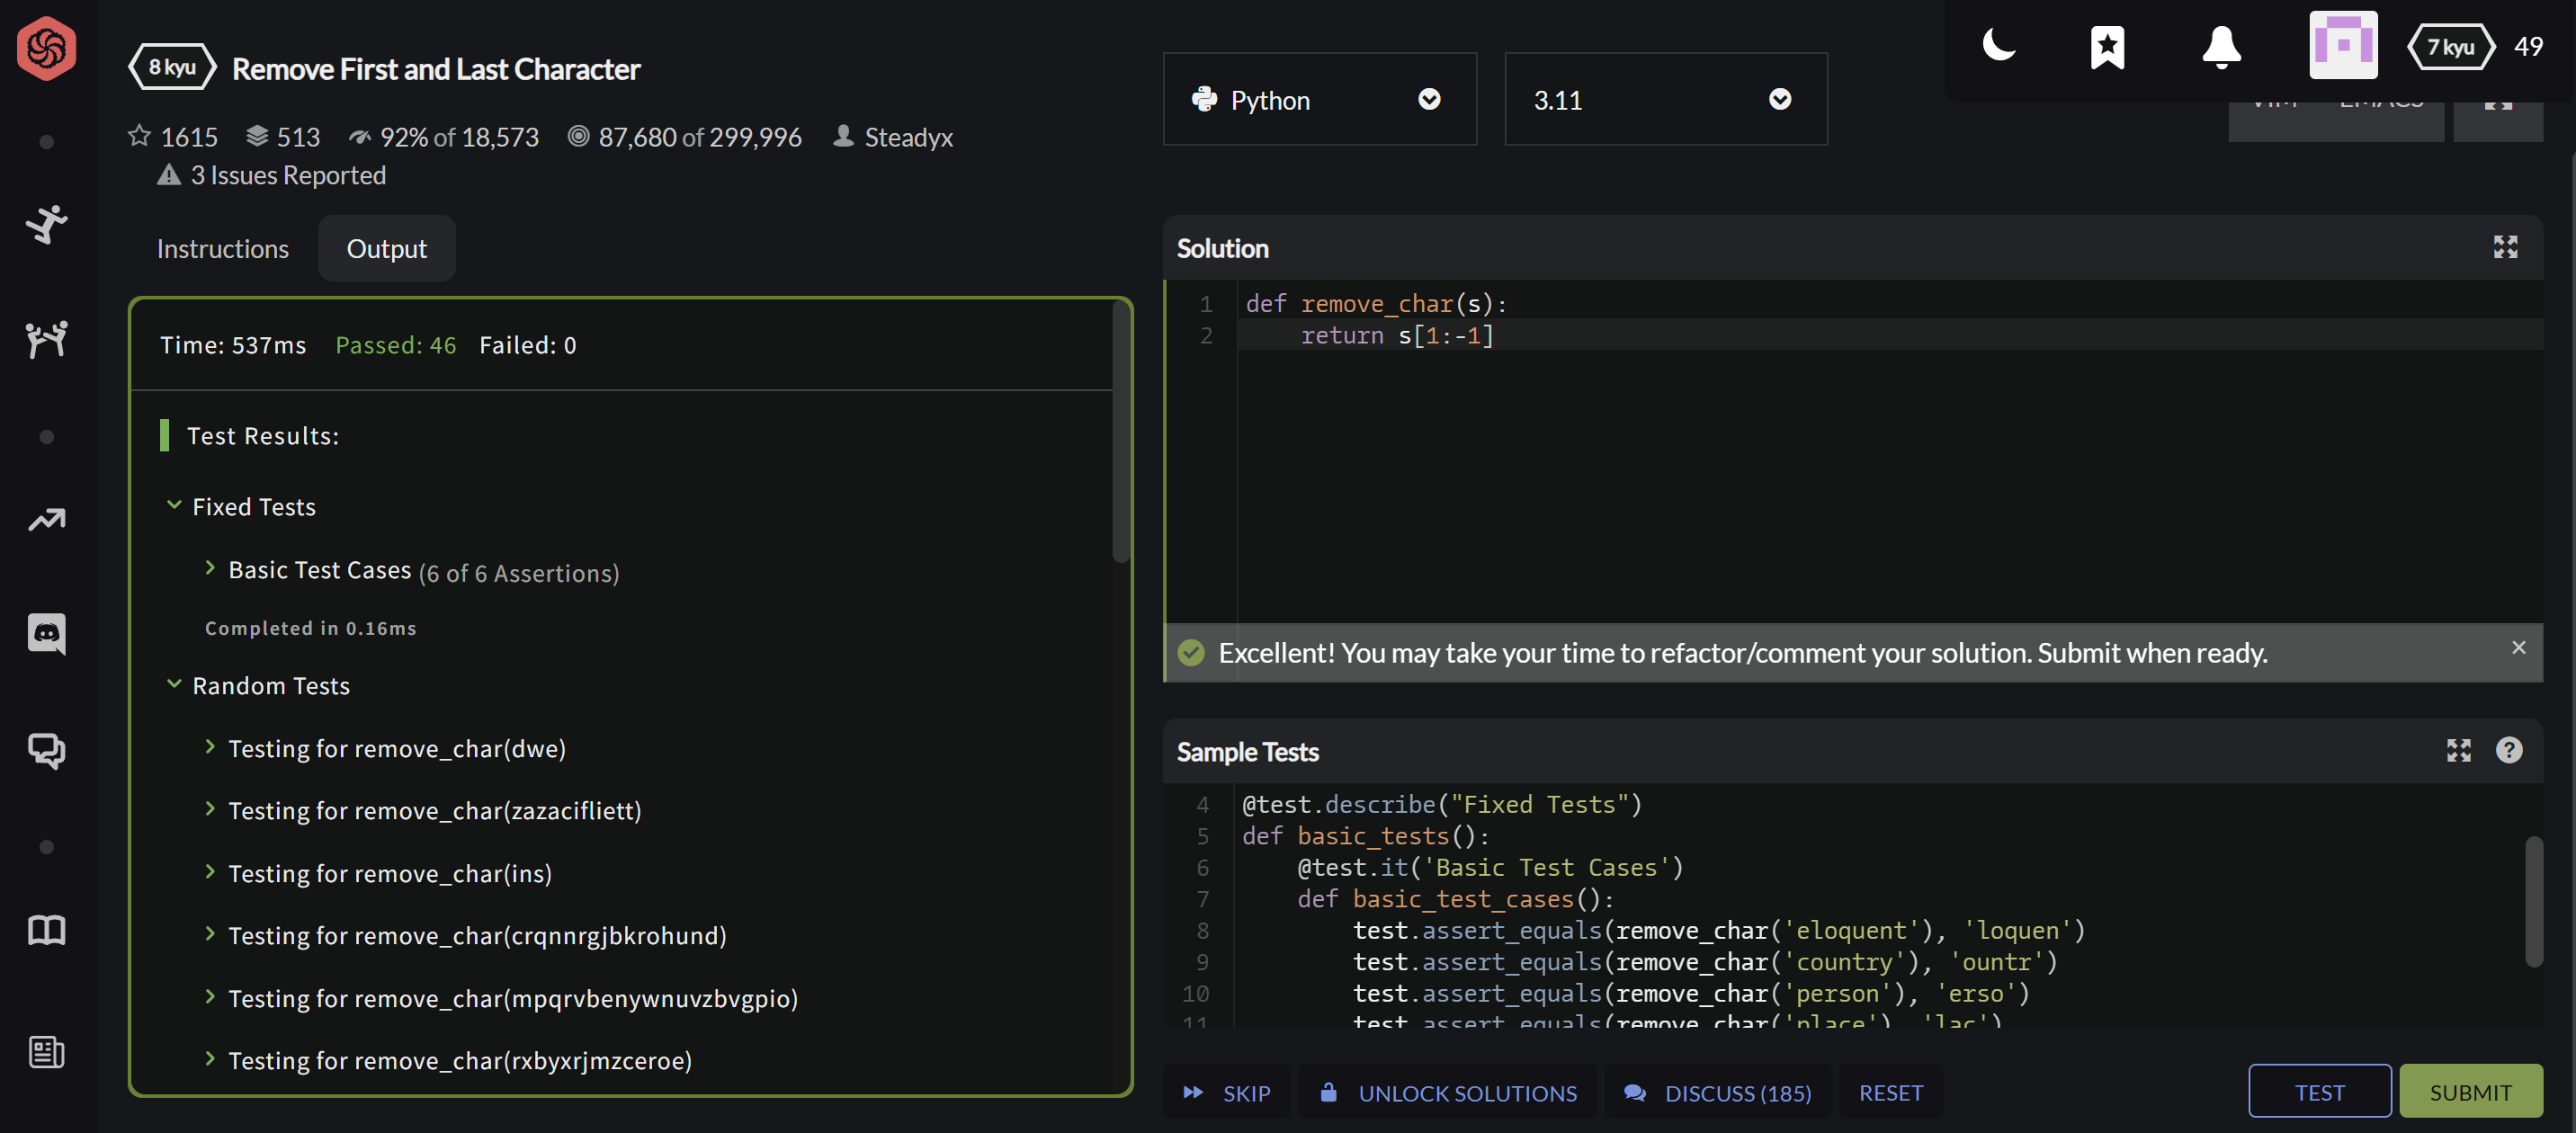 8 kyu Remove First and Last Character
1615 513 92% of 18,573 87,680 of 299,996 Steadyx
3 Issues Reported
Instructions Output
Time: 537ms Passed: 46 Failed: 0
Test Results:
Fixed Tests
Basic Test Cases (6 of 6 Assertions)
Completed in 0.16ms
Random Tests
Testing for remove_char(dwe)
Testing for remove_char(zazacifliett)
Testing for remove_char(ins)
Testing for remove_char(crqnnrgjbkrohund)
Testing for remove_char(mpqrvbenywnuvzbvgpio)
Testing for remove_char(rxbyxrjmzceroe)
Python 3.11
7 kyu 49
VIM EMACS
Solution
1 def remove_char(s):
2 return s[1:-1]
Excellent! You may take your time to refactor/comment your solution. Submit when ready.
Sample Tests
4 @test.describe("Fixed Tests")
5 def basic_tests():
6 @test.it('Basic Test Cases')
7 def basic_test_cases():
8 test.assert_equals(remove_char('eloquent'), 'loquen')
9 test.assert_equals(remove_char('country'), 'ountr')
10 test.assert_equals(remove_char('person'), 'erso')
11 test.assert_equals(remove_char('place'), 'lac')
SKIP UNLOCK SOLUTIONS DISCUSS (185) RESET TEST SUBMIT